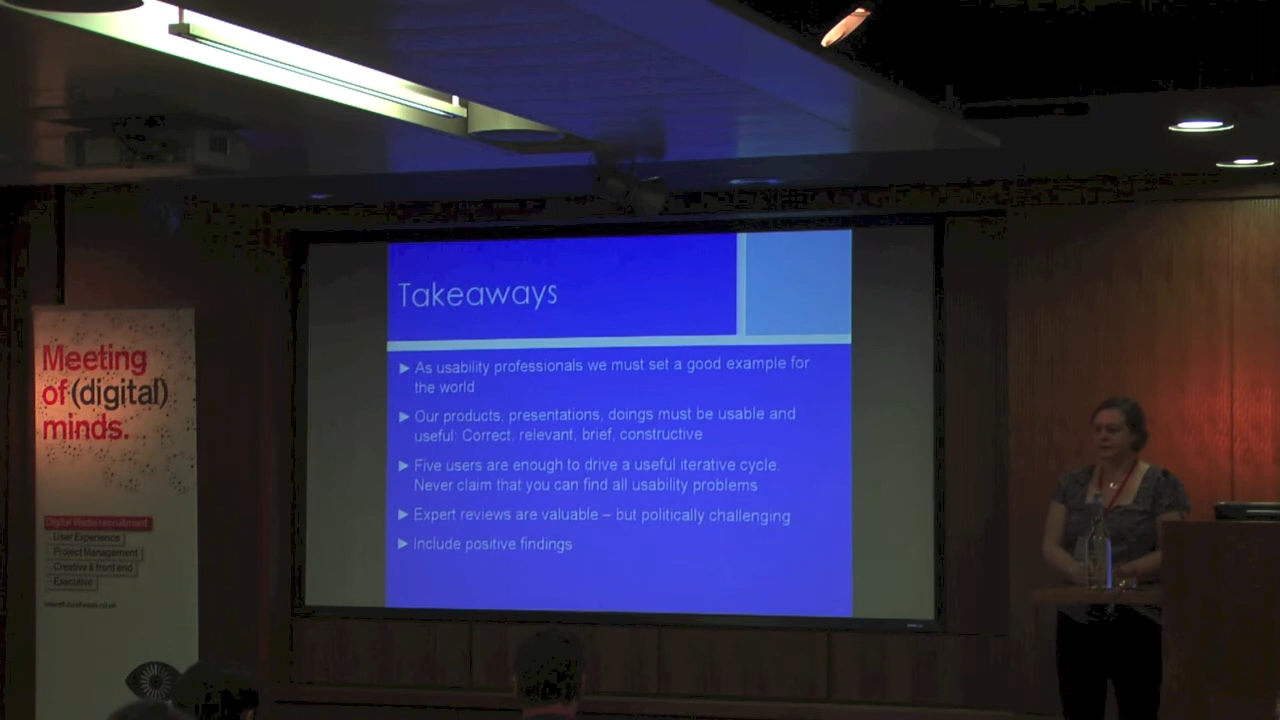 Takeaways
As usability professionals we must set a good example for
the world
Our products, presentations, doings must be usable and
useful: Correct, relevant, brief, constructive
Five users are enough to drive a useful iterative cycle.
Never claim that you can find all usability problems
Expert reviews are valuable – but politically challenging
Include positive findings
Meeting
of (digital)
minds.
Digital Media recruitment
User Experience
Project Management
Creative & front end
Executive